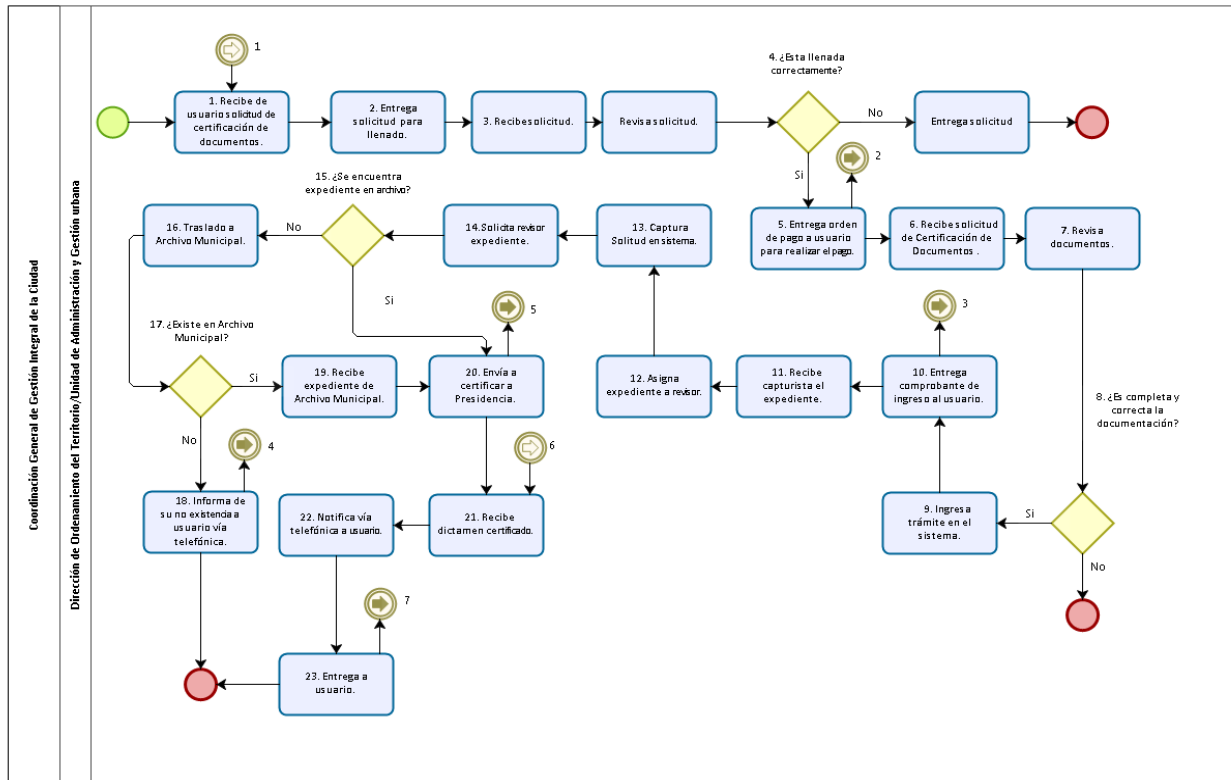 Coordinación General de Gestión Integral de la Ciudad
Dirección de Ordenamiento del Territorio/Unidad de Administración y Gestión urbana
1
1. Recibe de
usuario solicitud de
certificación de
documentos.
2. Entrega
solicitud para
llenado.
3. Recibe solicitud.
Revisa solicitud.
4. ¿Esta llenada
correctamente?
No
Entrega solicitud
Si
2
5. Entrega orden
de pago a usuario
para realizar el pago.
6. Recibe solicitud
de Certificación de
Documentos .
7. Revisa
documentos.
8. ¿Es completa y
correcta la
documentación?
Si
No
9. Ingresa
trámite en el
sistema.
3
10. Entrega
comprobante de
ingreso al usuario.
11. Recibe
capturista el
expediente.
12. Asigna
expediente a revisor.
13. Captura
Solitud en sistema.
14. Solicita revisor
expediente.
15. ¿Se encuentra
expediente en archivo?
No
Si
16. Traslado a
Archivo Municipal.
17. ¿Existe en Archivo
Municipal?
Si
No
4
18. Informa de
su no existencia a
usuario vía
telefónica.
19. Recibe
expediente de
Archivo Municipal.
5
20. Envía a
certificar a
Presidencia.
6
21. Recibe
dictamen certificado.
22. Notifica vía
telefónica a usuario.
7
23. Entrega a
usuario.